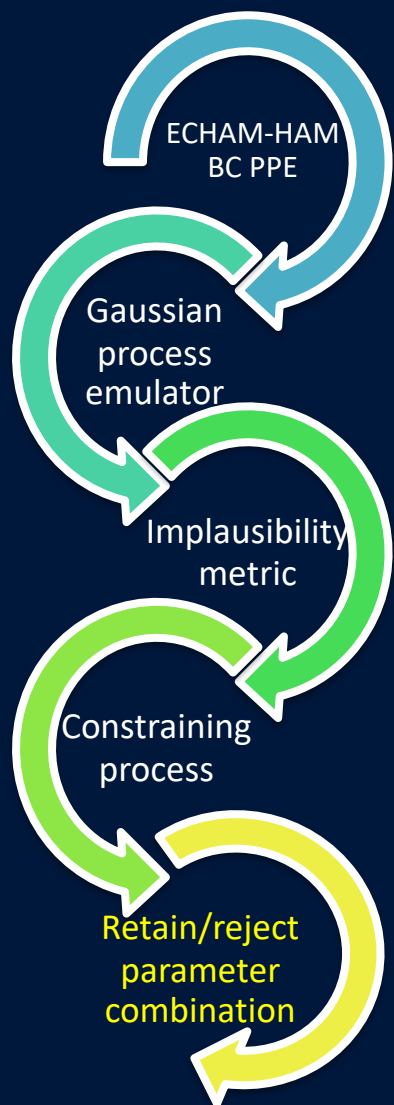 ECHAM-HAM
BC PPE
Gaussian
process
emulator
Implausibility
metric
Constraining
process
Retain/reject
parameter
combination